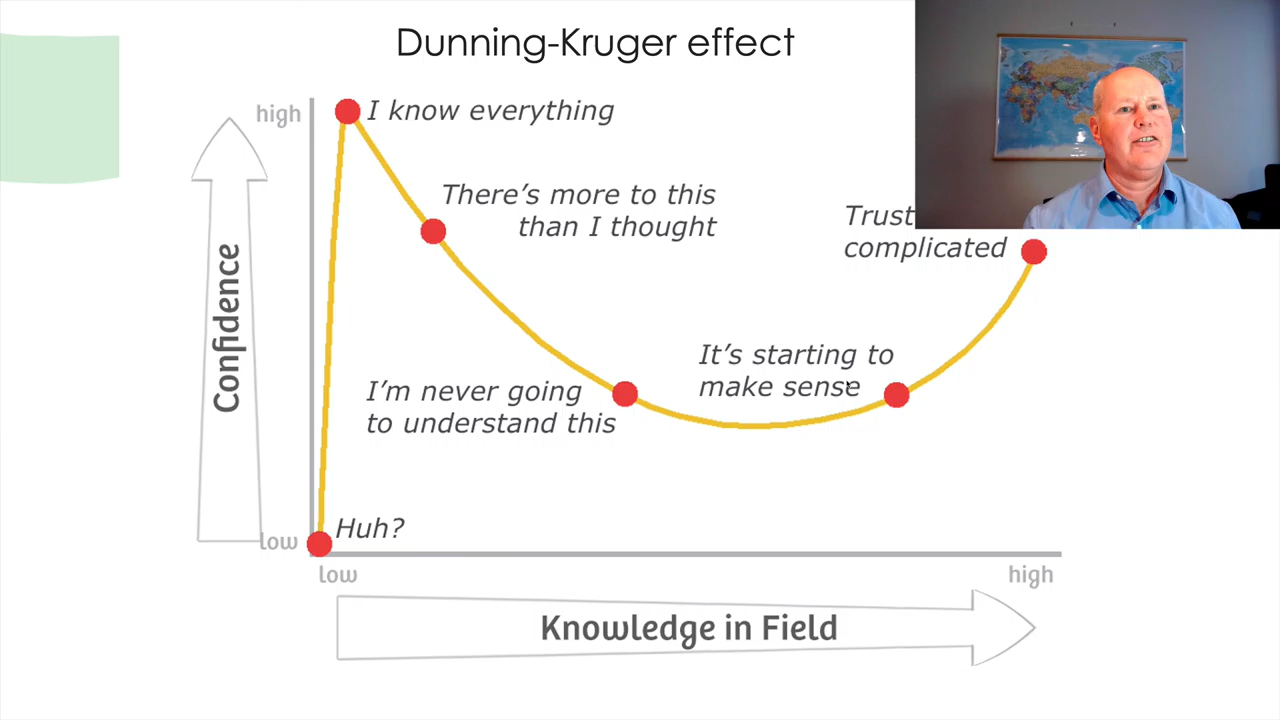 Dunning-Kruger effect
high
I know everything
There's more to this
than I thought
Trust
complicated
Confidence
It's starting to
make sense
I'm never going
to understand this
Huh?
low
low
high
Knowledge in Field